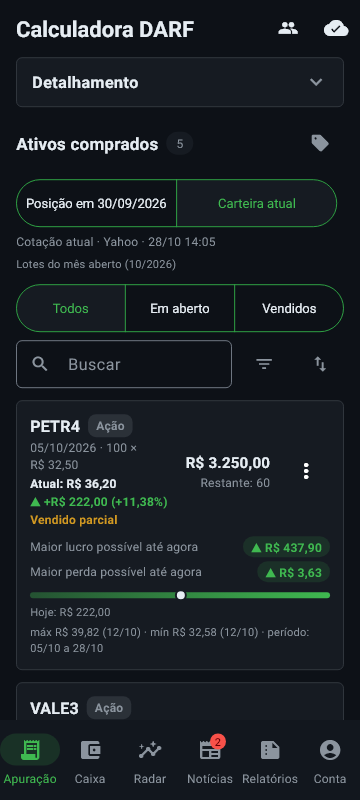 Calculadora DARF
Detalhamento
Ativos comprados 5
Posição em 30/09/2026 Carteira atual
Cotação atual · Yahoo · 28/10 14:05
Lotes do mês aberto (10/2026)
Todos Em aberto Vendidos
Buscar
PETR4 Ação
05/10/2026 · 100 ×
R$ 32,50
R$ 3.250,00
Restante: 60
Atual: R$ 36,20
▲ +R$ 222,00 (+11,38%)
Vendido parcial
Maior lucro possível até agora ▲ R$ 437,90
Maior perda possível até agora ▲ R$ 3,63
Hoje: R$ 222,00
máx R$ 39,82 (12/10) · mín R$ 32,58 (12/10) · período:
05/10 a 28/10
VALE3 Ação
2
Apuração Caixa Radar Notícias Relatórios Conta